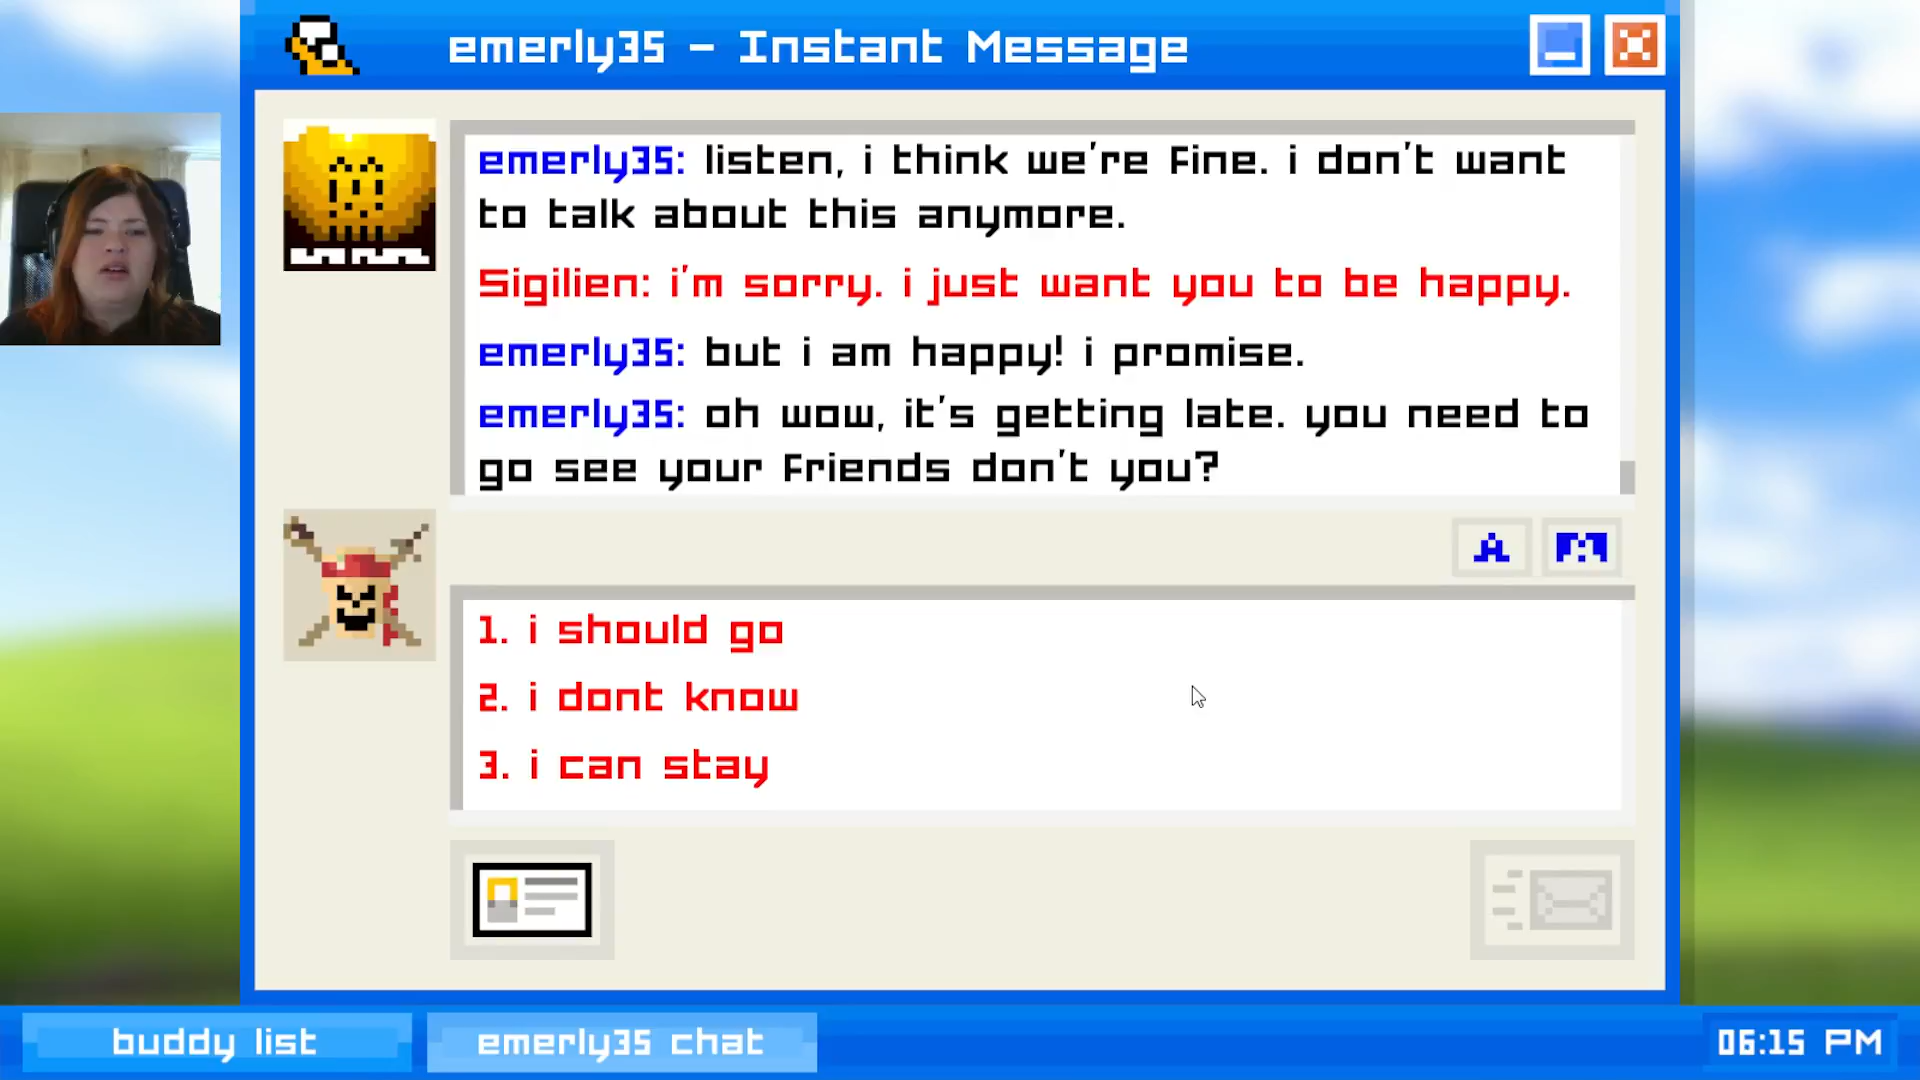 emerly35 - Instant Message
emerly35: listen, i think we're fine. i don't want
to talk about this anymore.
Sigilien: i'm sorry. i just want you to be happy.
emerly35: but i am happy! i promise.
emerly35: oh wow, it's getting late. you need to
go see your friends don't you?
A
1. i should go
2. i dont know
3. i can stay
buddy list
emerly35 chat
06:15 PM